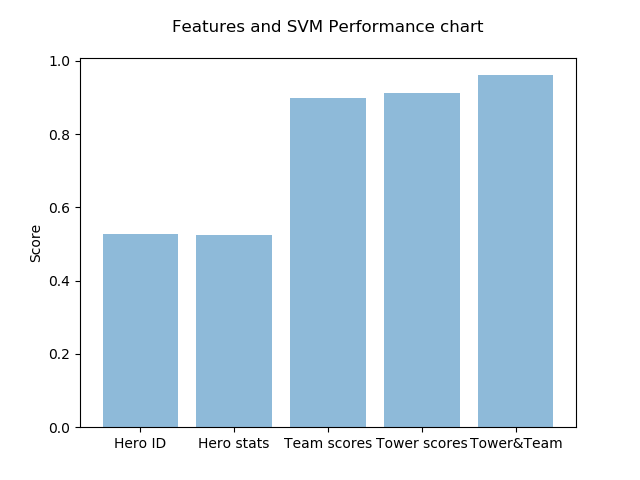 Features and SVM Performance chart
1.0
0.8
0.6
0.4
0.2
0.0
Score
Hero ID Hero stats Team scores Tower scores Tower&Team